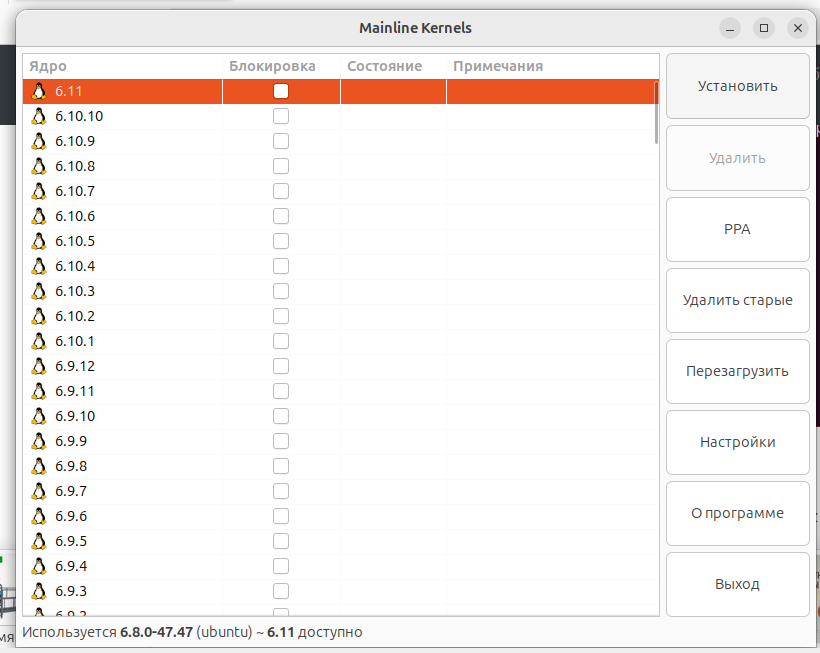 Mainline Kernels
Ядро Блокировка Состояние Примечания
6.11
6.10.10
6.10.9
6.10.8
6.10.7
6.10.6
6.10.5
6.10.4
6.10.3
6.10.2
6.10.1
6.9.12
6.9.11
6.9.10
6.9.9
6.9.8
6.9.7
6.9.6
6.9.5
6.9.4
6.9.3
6.9.2
Установить
Удалить
PPA
Удалить старые
Перезагрузить
Настройки
О программе
Выход
Используется 6.8.0-47.47 (ubuntu) ~ 6.11 доступно